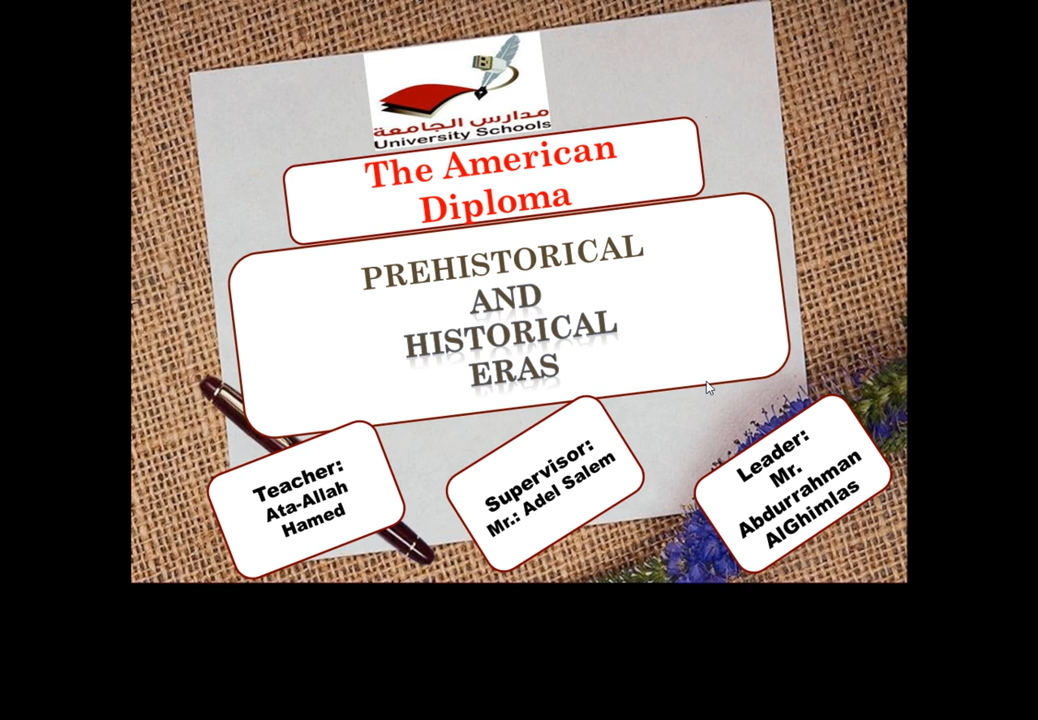 مدارس الجامعة
University Schools
The American
Diploma
PREHISTORICAL
AND
HISTORICAL
ERAS
Teacher:
Ata-Allah
Hamed
Supervisor:
Mr.: Adel Salem
Leader:
Mr.
Abdurrahman
AlGhimlas